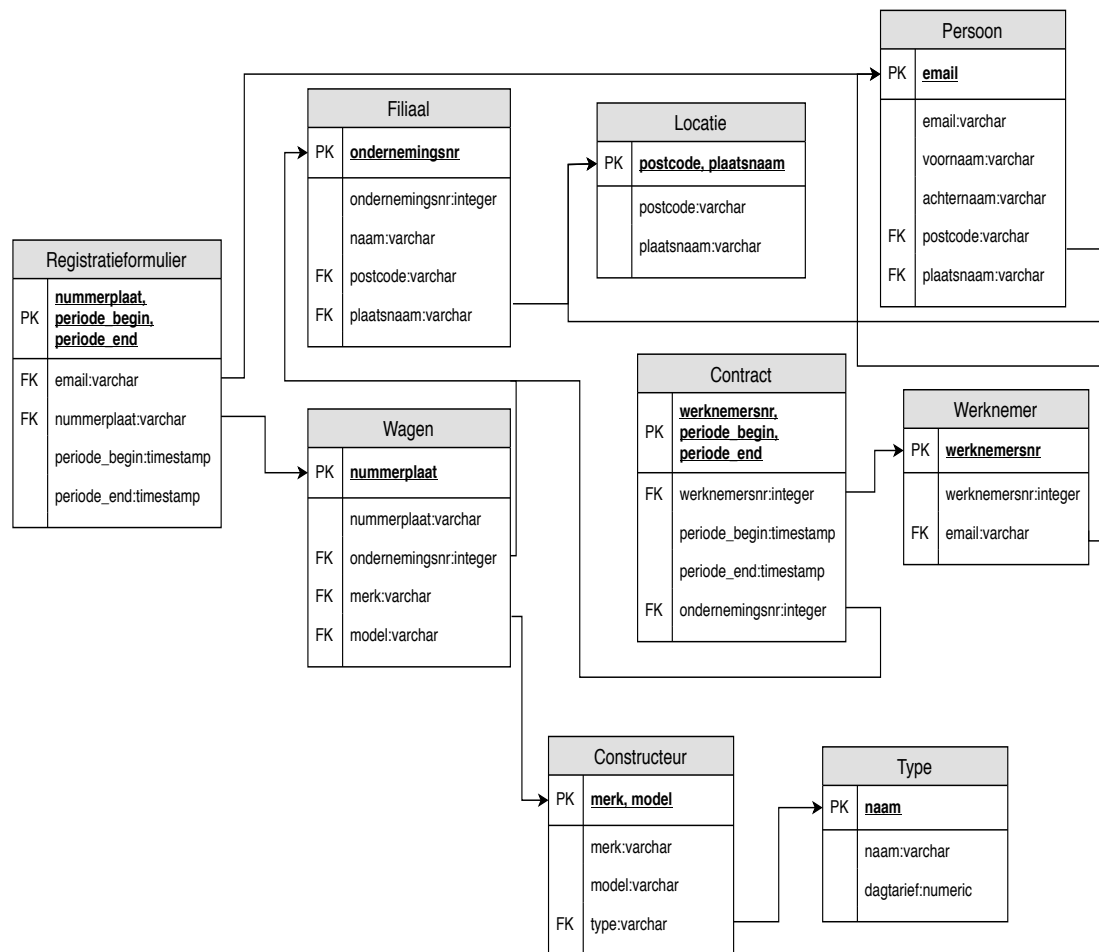 Persoon
PK email
email:varchar
voornaam:varchar
achternaam:varchar
FK postcode:varchar
FK plaatsnaam:varchar
Filiaal
PK ondernemingsnr
ondernemingsnr:integer
naam:varchar
FK postcode:varchar
FK plaatsnaam:varchar
Locatie
PK postcode, plaatsnaam
postcode:varchar
plaatsnaam:varchar
Registratieformulier
PK nummerplaat,
periode_begin,
periode_end
FK email:varchar
FK nummerplaat:varchar
periode_begin:timestamp
periode_end:timestamp
Wagen
PK nummerplaat
nummerplaat:varchar
FK ondernemingsnr:integer
FK merk:varchar
FK model:varchar
Contract
PK werknemersnr,
periode_begin,
periode_end
FK werknemersnr:integer
periode_begin:timestamp
periode_end:timestamp
FK ondernemingsnr:integer
Werknemer
PK werknemersnr
werknemersnr:integer
FK email:varchar
Constructeur
PK merk, model
merk:varchar
model:varchar
FK type:varchar
Type
PK naam
naam:varchar
dagtarief:numeric